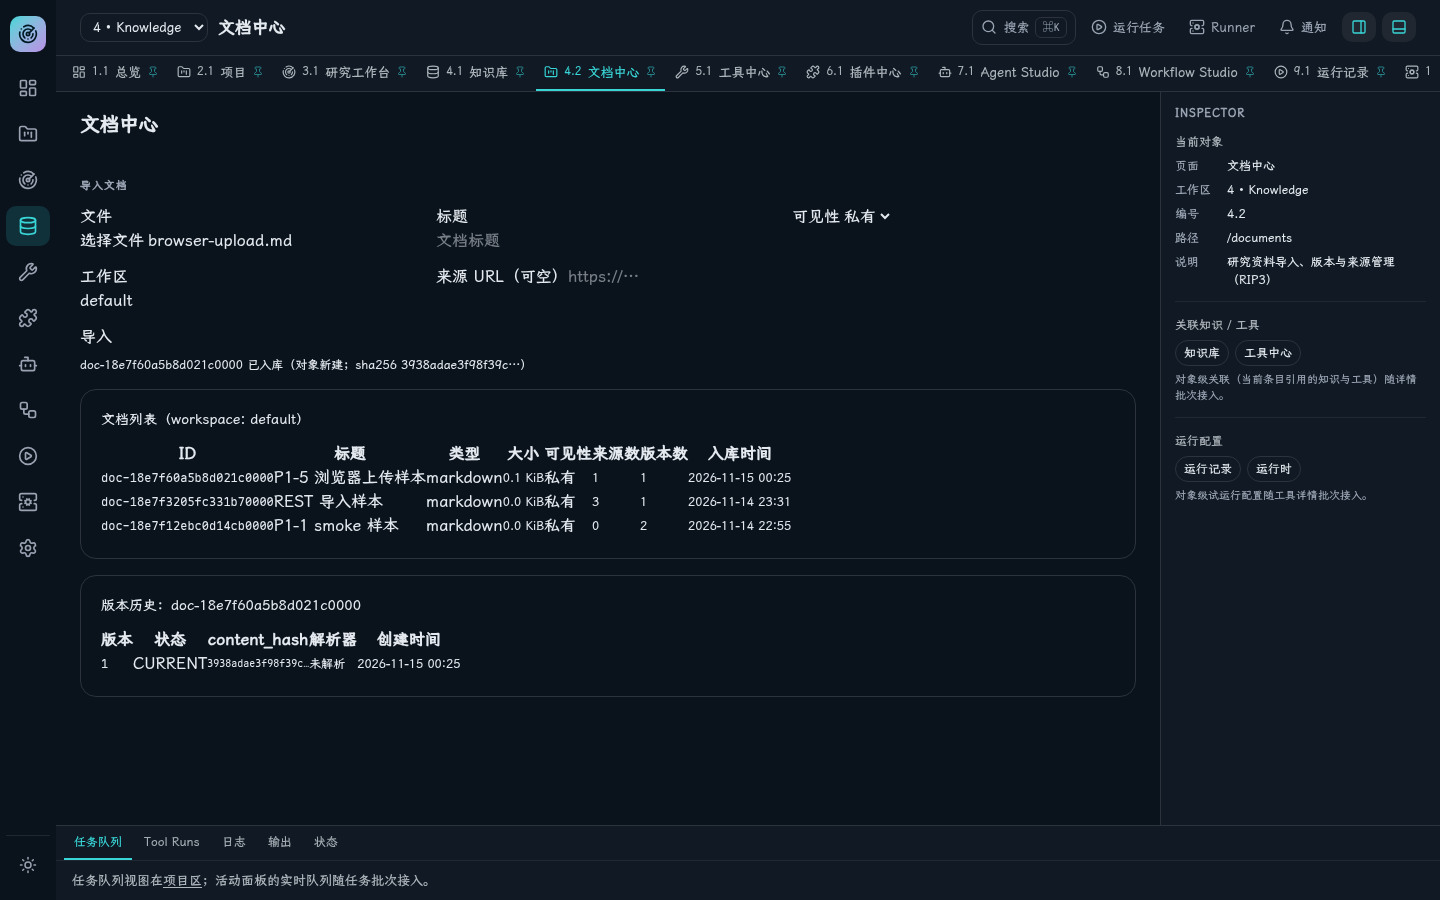 4 • Knowledge 文档中心 搜索 ⌘K 运行任务 Runner 通知
1.1 总览 2.1 项目 3.1 研究工作台 4.1 知识库 4.2 文档中心 5.1 工具中心 6.1 插件中心 7.1 Agent Studio 8.1 Workflow Studio 9.1 运行记录 1
文档中心
导入文档
文件 标题 可见性 私有
选择文件 browser-upload.md 文档标题
工作区 来源 URL（可空） https://…
default
导入
doc-18e7f60a5b8d021c0000 已入库（对象新建；sha256 3938adae3f98f39c…）
文档列表（workspace: default）
ID 标题 类型 大小 可见性 来源数 版本数 入库时间
doc-18e7f60a5b8d021c0000 P1-5 浏览器上传样本 markdown 0.1 KiB 私有 1 1 2026-11-15 00:25
doc-18e7f3205fc331b70000 REST 导入样本 markdown 0.0 KiB 私有 3 1 2026-11-14 23:31
doc-18e7f12ebc0d14cb0000 P1-1 smoke 样本 markdown 0.0 KiB 私有 0 2 2026-11-14 22:55
版本历史：doc-18e7f60a5b8d021c0000
版本 状态 content_hash 解析器 创建时间
1 CURRENT 3938adae3f98f39c… 未解析 2026-11-15 00:25
INSPECTOR
当前对象
页面 文档中心
工作区 4 • Knowledge
编号 4.2
路径 /documents
说明 研究资料导入、版本与来源管理
（RIP3）
关联知识 / 工具
知识库 工具中心
对象级关联（当前条目引用的知识与工具）随详情
批次接入。
运行配置
运行记录 运行时
对象级试运行配置随工具详情批次接入。
任务队列 Tool Runs 日志 输出 状态
任务队列视图在项目区；活动面板的实时队列随任务批次接入。